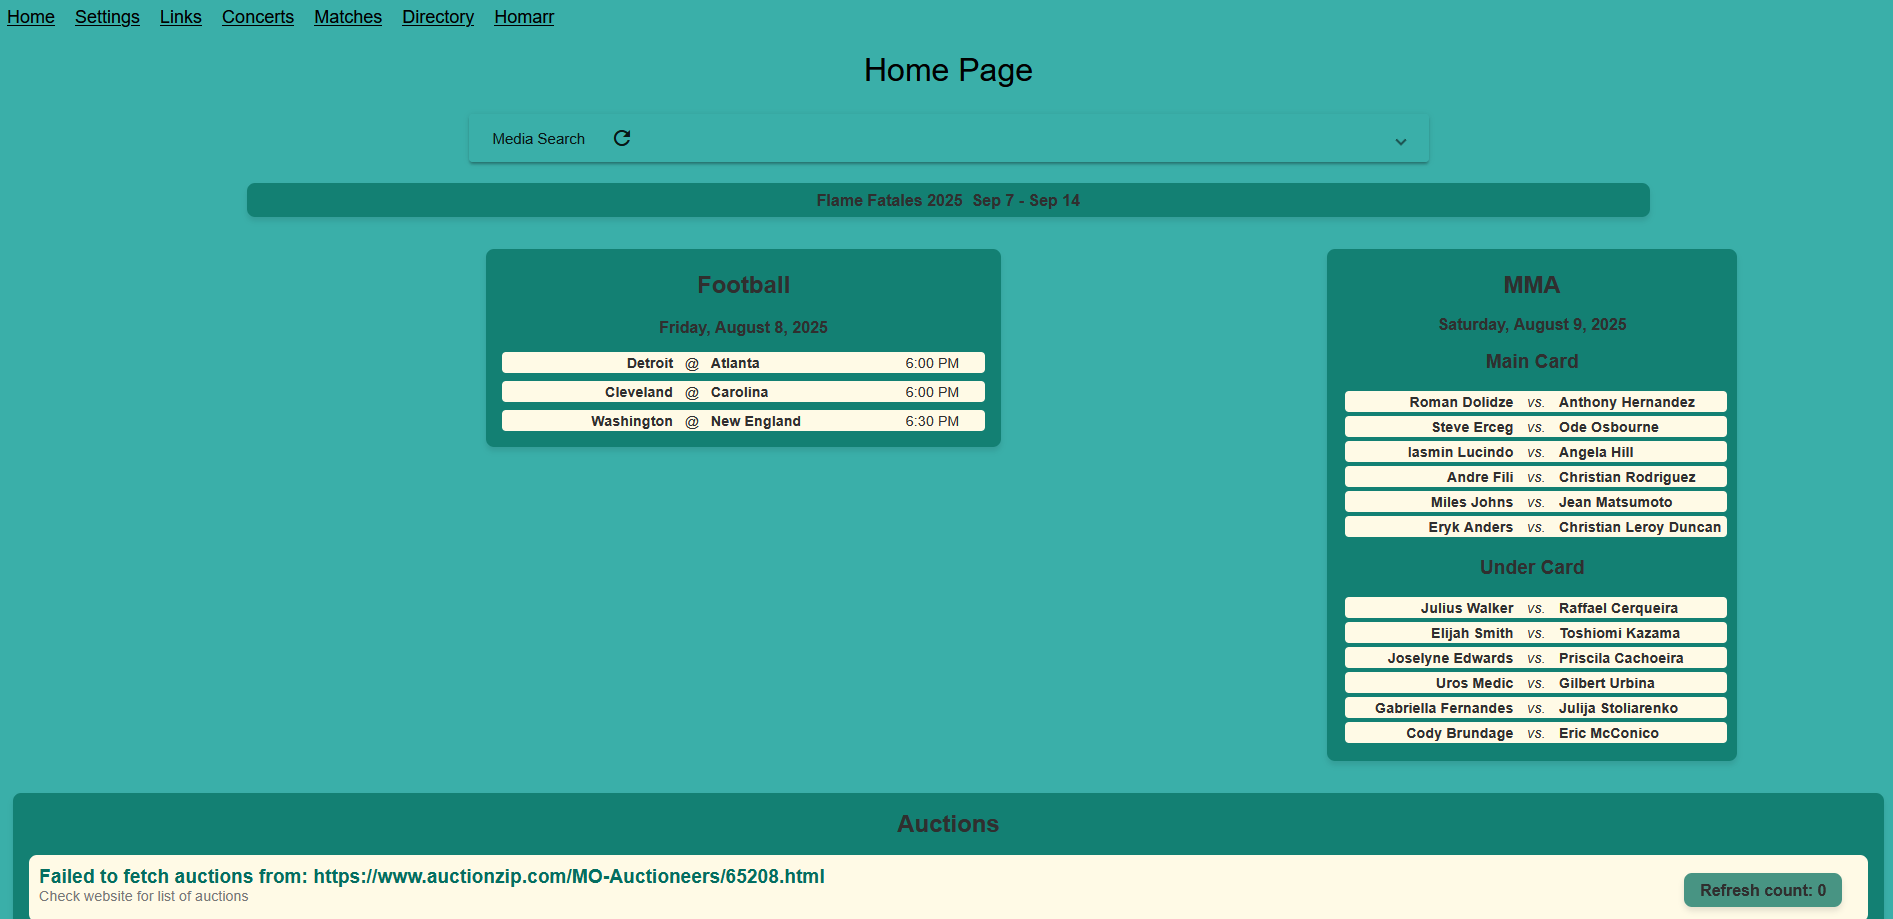 Home Settings Links Concerts Matches Directory Homarr
Home Page
Media Search
Flame Fatales 2025 Sep 7 - Sep 14
Football
Friday, August 8, 2025
Detroit @ Atlanta 6:00 PM
Cleveland @ Carolina 6:00 PM
Washington @ New England 6:30 PM
MMA
Saturday, August 9, 2025
Main Card
Roman Dolidze vs. Anthony Hernandez
Steve Erceg vs. Ode Osbourne
Iasmin Lucindo vs. Angela Hill
Andre Fili vs. Christian Rodriguez
Miles Johns vs. Jean Matsumoto
Eryk Anders vs. Christian Leroy Duncan
Under Card
Julius Walker vs. Raffael Cerqueira
Elijah Smith vs. Toshiomi Kazama
Joselyne Edwards vs. Priscila Cachoeira
Uros Medic vs. Gilbert Urbina
Gabriella Fernandes vs. Julija Stoliarenko
Cody Brundage vs. Eric McConico
Auctions
Failed to fetch auctions from: https://www.auctionzip.com/MO-Auctioneers/65208.html
Check website for list of auctions
Refresh count: 0